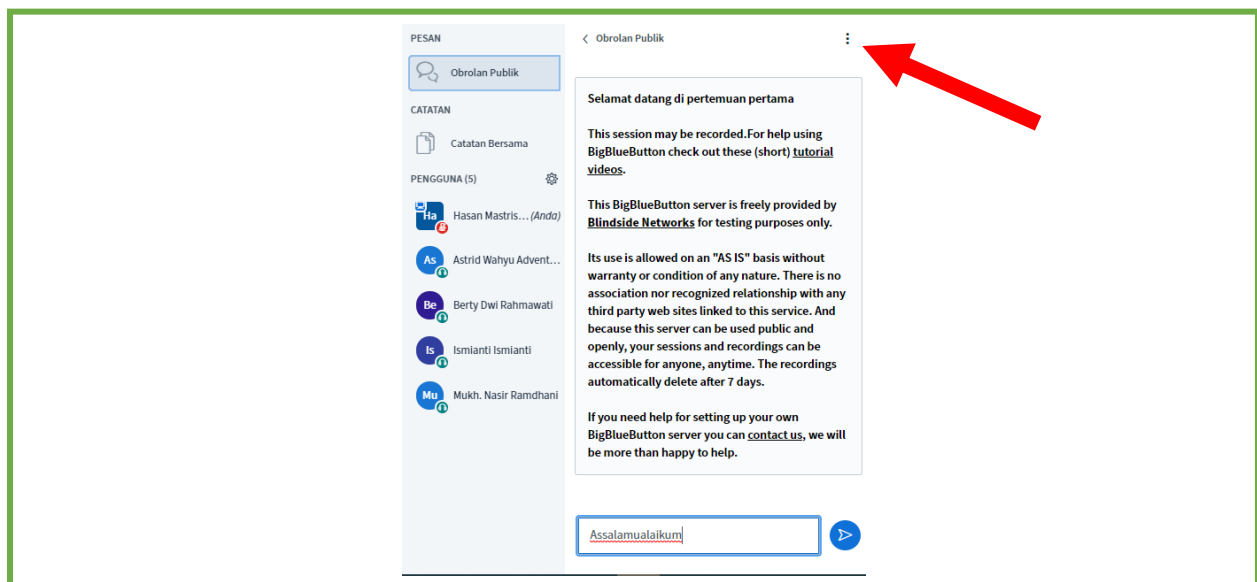 PESAN
Obrolan Publik
CATATAN
Catatan Bersama
PENGGUNA (5)
Ha
Hasan Mastris... (Anda)
As
Astrid Wahyu Advent...
Be
Berty Dwi Rahmawati
Is
Ismianti Ismianti
Mu
Mukh. Nasir Ramdhani
Obrolan Publik
Selamat datang di pertemuan pertama
This session may be recorded.For help using
BigBlueButton check out these (short) tutorial
videos.
This BigBlueButton server is freely provided by
Blindside Networks for testing purposes only.
Its use is allowed on an "AS IS" basis without
warranty or condition of any nature. There is no
association nor recognized relationship with any
third party web sites linked to this service. And
because this server can be used public and
openly, your sessions and recordings can be
accessible for anyone, anytime. The recordings
automatically delete after 7 days.
If you need help for setting up your own
BigBlueButton server you can contact us, we will
be more than happy to help.
Assalamualaikum